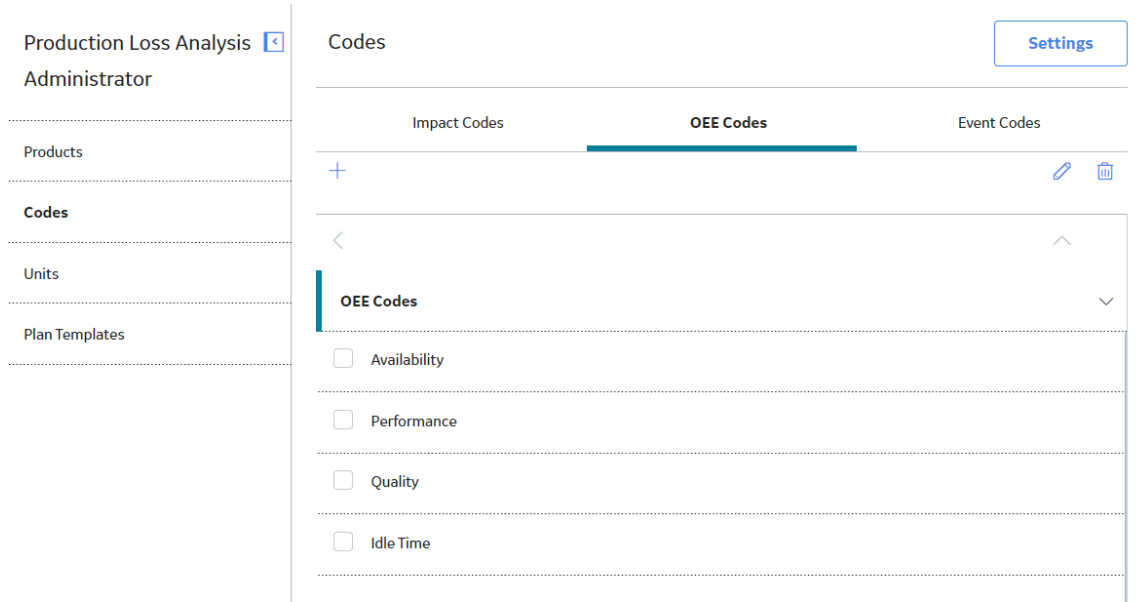 Production Loss Analysis
Administrator
Products
Codes
Units
Plan Templates
Codes
Settings
Impact Codes
OEE Codes
Event Codes
OEE Codes
Availability
Performance
Quality
Idle Time